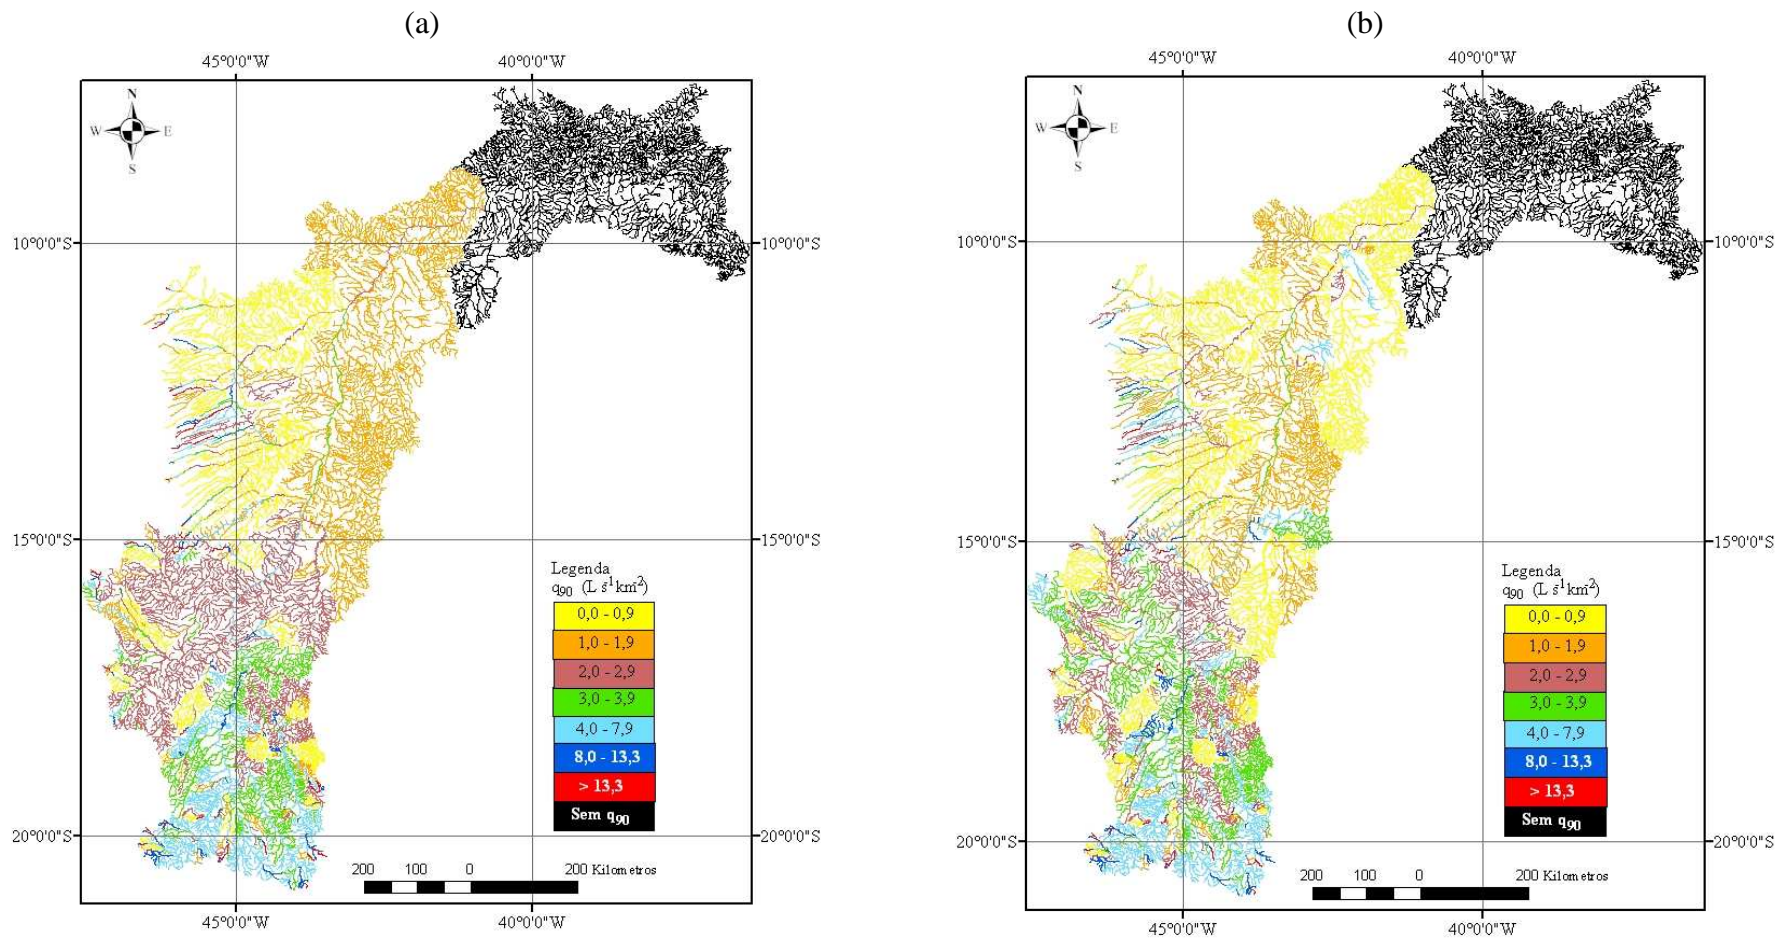 (a)
45°0'0"W 40°0'0"W
N
W E
S
10°0'0"S 10°0'0"S
15°0'0"S 15°0'0"S
Legenda
q90 (L s⁻¹km⁻²)
0,0 - 0,9
1,0 - 1,9
2,0 - 2,9
3,0 - 3,9
4,0 - 7,9
8,0 - 13,3
> 13,3
Sem q90
20°0'0"S 20°0'0"S
200 100 0 200 Kilometros
45°0'0"W 40°0'0"W
(b)
45°0'0"W 40°0'0"W
N
W E
S
10°0'0"S 10°0'0"S
15°0'0"S 15°0'0"S
Legenda
q90 (L s⁻¹km⁻²)
0,0 - 0,9
1,0 - 1,9
2,0 - 2,9
3,0 - 3,9
4,0 - 7,9
8,0 - 13,3
> 13,3
Sem q90
20°0'0"S 20°0'0"S
200 100 0 200 Kilometros
45°0'0"W 40°0'0"W